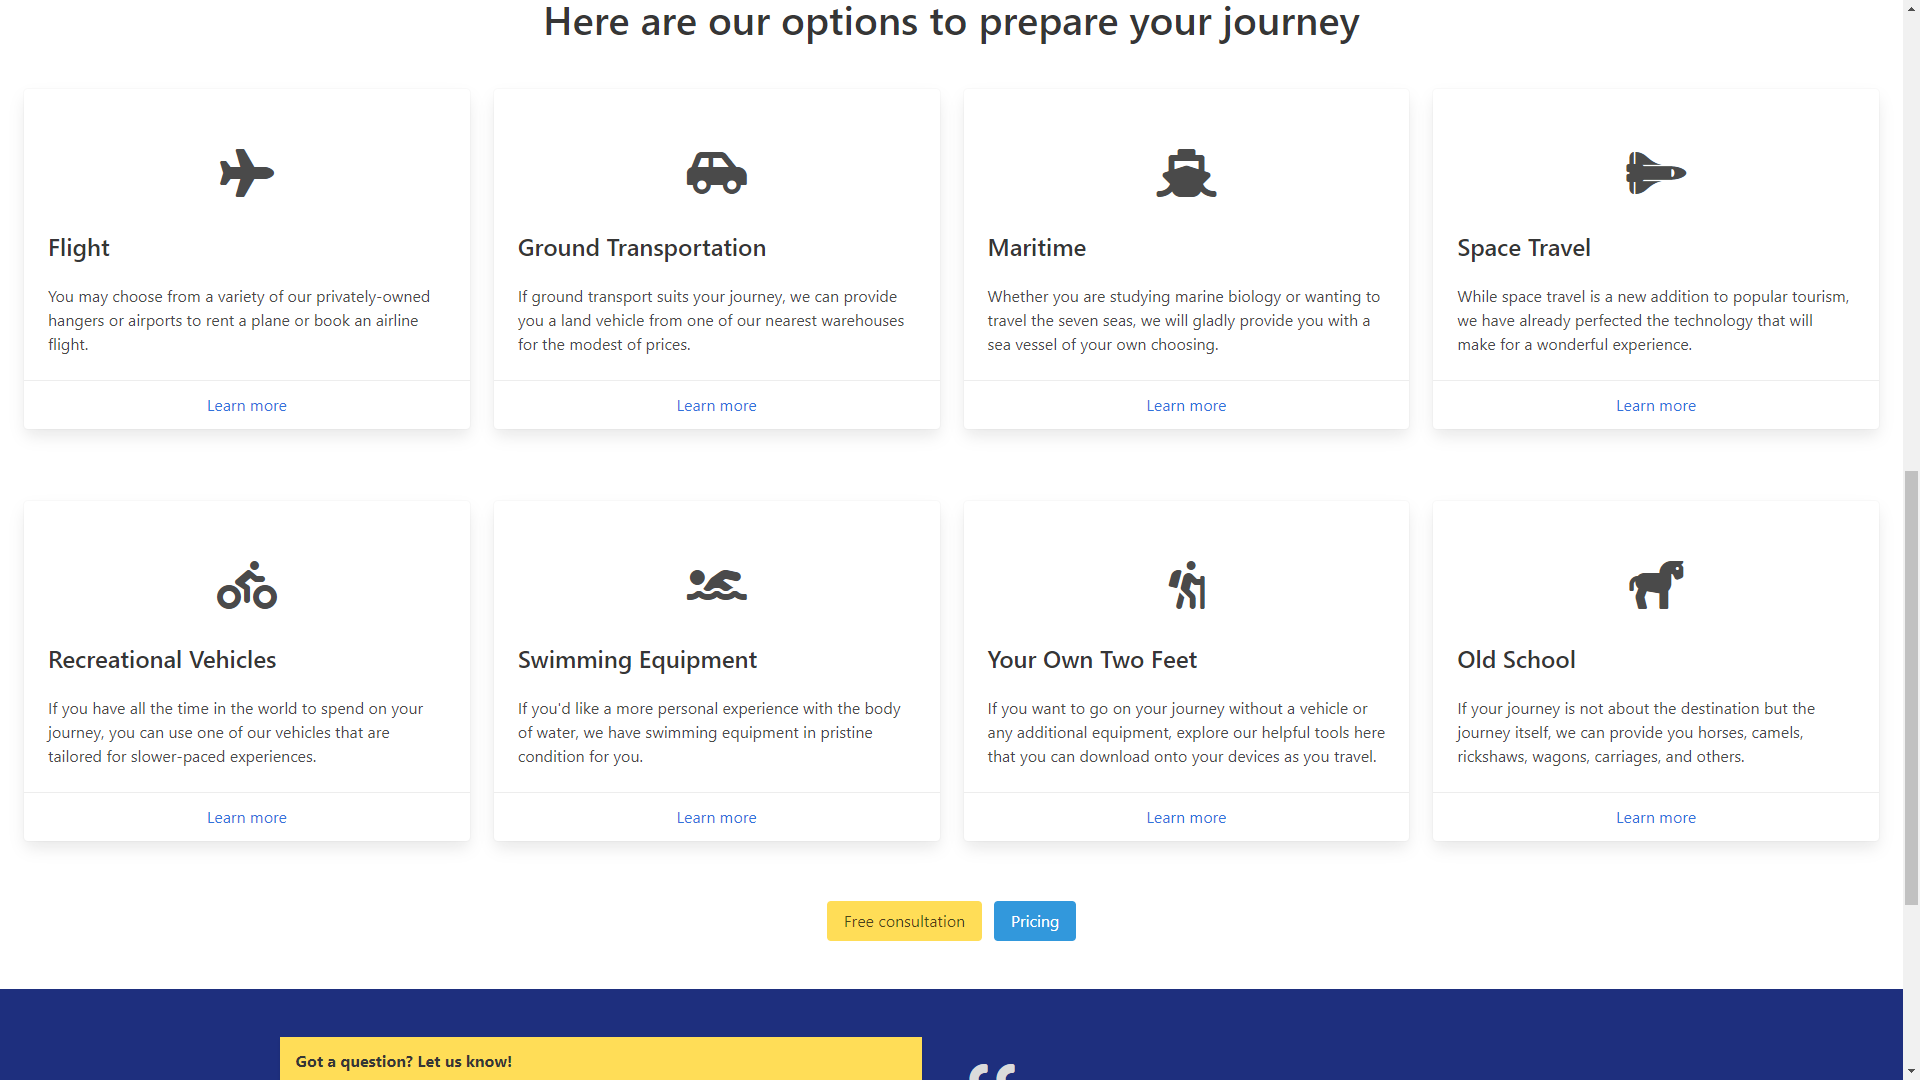 Here are our options to prepare your journey
Flight
You may choose from a variety of our privately-owned
hangers or airports to rent a plane or book an airline
flight.
Learn more
Ground Transportation
If ground transport suits your journey, we can provide
you a land vehicle from one of our nearest warehouses
for the modest of prices.
Learn more
Maritime
Whether you are studying marine biology or wanting to
travel the seven seas, we will gladly provide you with a
sea vessel of your own choosing.
Learn more
Space Travel
While space travel is a new addition to popular tourism,
we have already perfected the technology that will
make for a wonderful experience.
Learn more
Recreational Vehicles
If you have all the time in the world to spend on your
journey, you can use one of our vehicles that are
tailored for slower-paced experiences.
Learn more
Swimming Equipment
If you'd like a more personal experience with the body
of water, we have swimming equipment in pristine
condition for you.
Learn more
Your Own Two Feet
If you want to go on your journey without a vehicle or
any additional equipment, explore our helpful tools here
that you can download onto your devices as you travel.
Learn more
Old School
If your journey is not about the destination but the
journey itself, we can provide you horses, camels,
rickshaws, wagons, carriages, and others.
Learn more
Free consultation
Pricing
Got a question? Let us know!